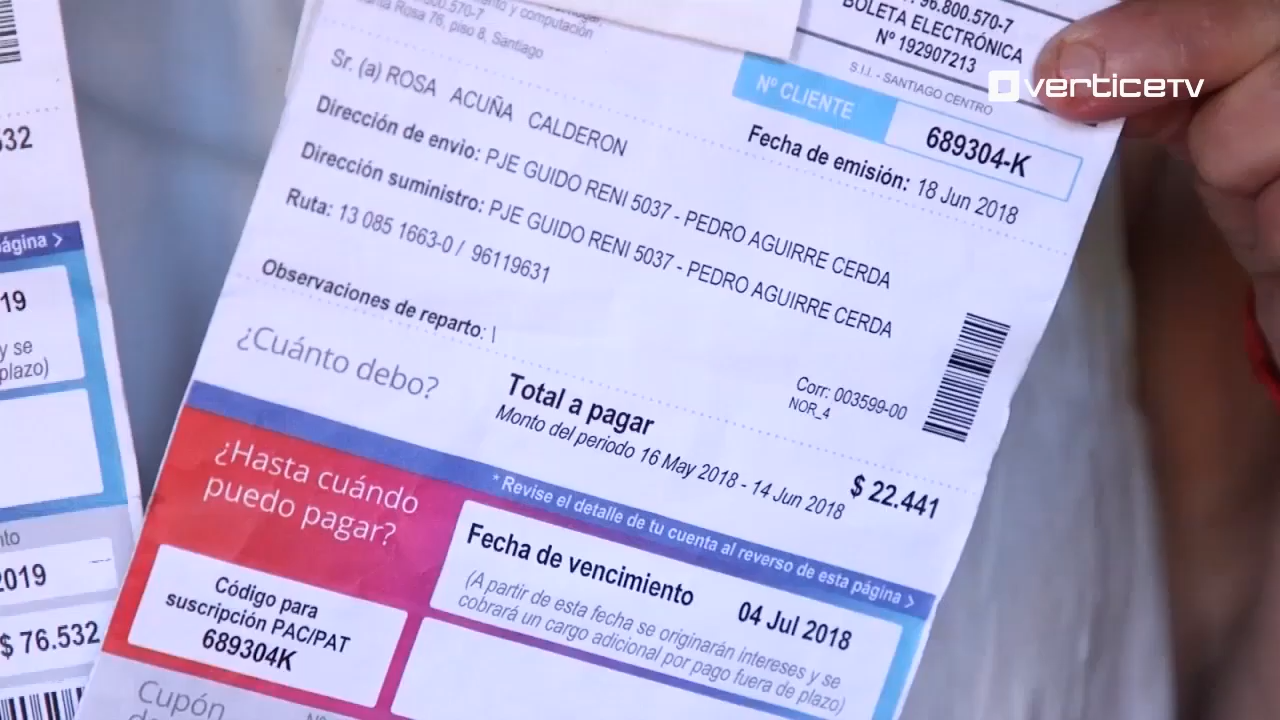 96.800.570-7
BOLETA ELECTRÓNICA
Nº 192907213
S.I.I. - SANTIAGO CENTRO
verticetv
y computación
Rosa 76, piso 8, Santiago
Sr. (a) ROSA ACUÑA CALDERON
Nº CLIENTE
689304-K
Fecha de emisión: 18 Jun 2018
Dirección de envio: PJE GUIDO RENI 5037 - PEDRO AGUIRRE CERDA
Dirección suministro: PJE GUIDO RENI 5037 - PEDRO AGUIRRE CERDA
Ruta: 13 085 1663-0 / 96119631
Observaciones de reparto: |
Corr: 003599-00
NOR_4
¿Cuánto debo?
Total a pagar
Monto del periodo 16 May 2018 - 14 Jun 2018
$ 22.441
* Revise el detalle de tu cuenta al reverso de esta página >
¿Hasta cuándo
puedo pagar?
Fecha de vencimiento 04 Jul 2018
(A partir de esta fecha se originarán intereses y se
cobrará un cargo adicional por pago fuera de plazo)
Código para
suscripción PAC/PAT
689304K
Cupón
532
página >
19
y se
plazo)
2019
$ 76.532